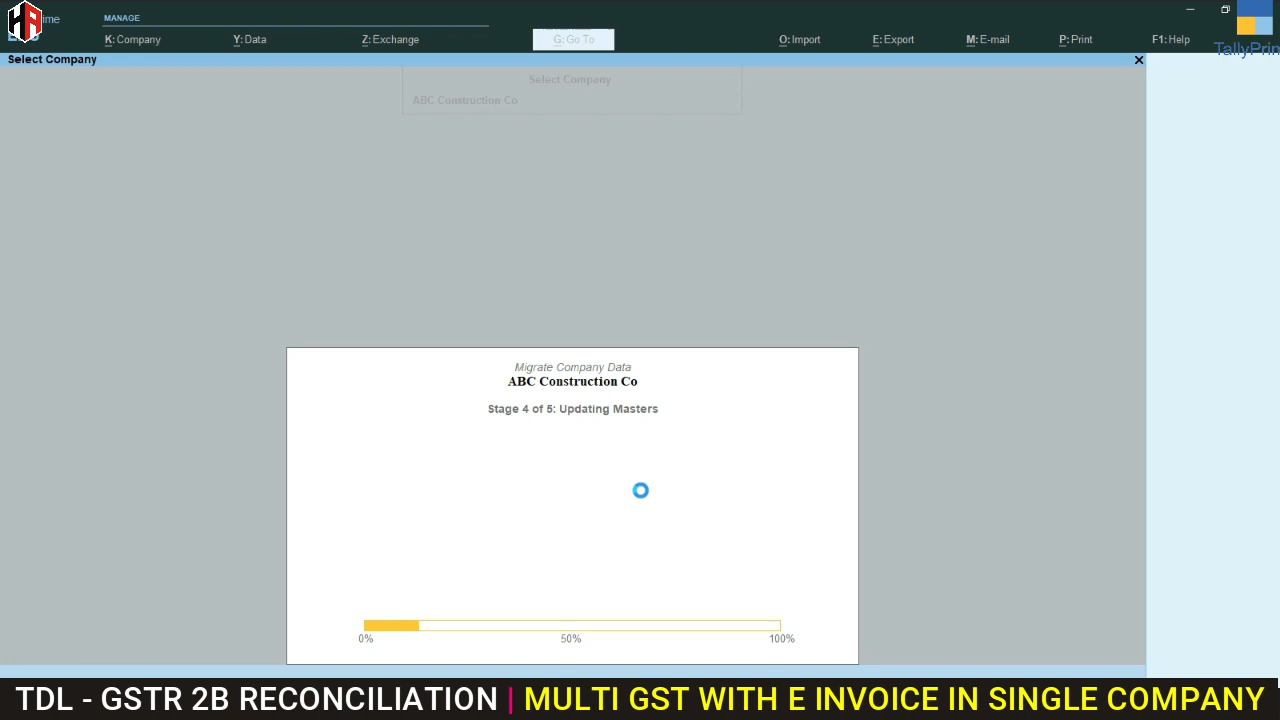 ime
MANAGE
K: Company Y: Data Z: Exchange G: Go To O: Import E: Export M: E-mail P: Print F1: Help
TallyPrin
Select Company
Select Company
ABC Construction Co
Migrate Company Data
ABC Construction Co
Stage 4 of 5: Updating Masters
0% 50% 100%
TDL - GSTR 2B RECONCILIATION | MULTI GST WITH E INVOICE IN SINGLE COMPANY